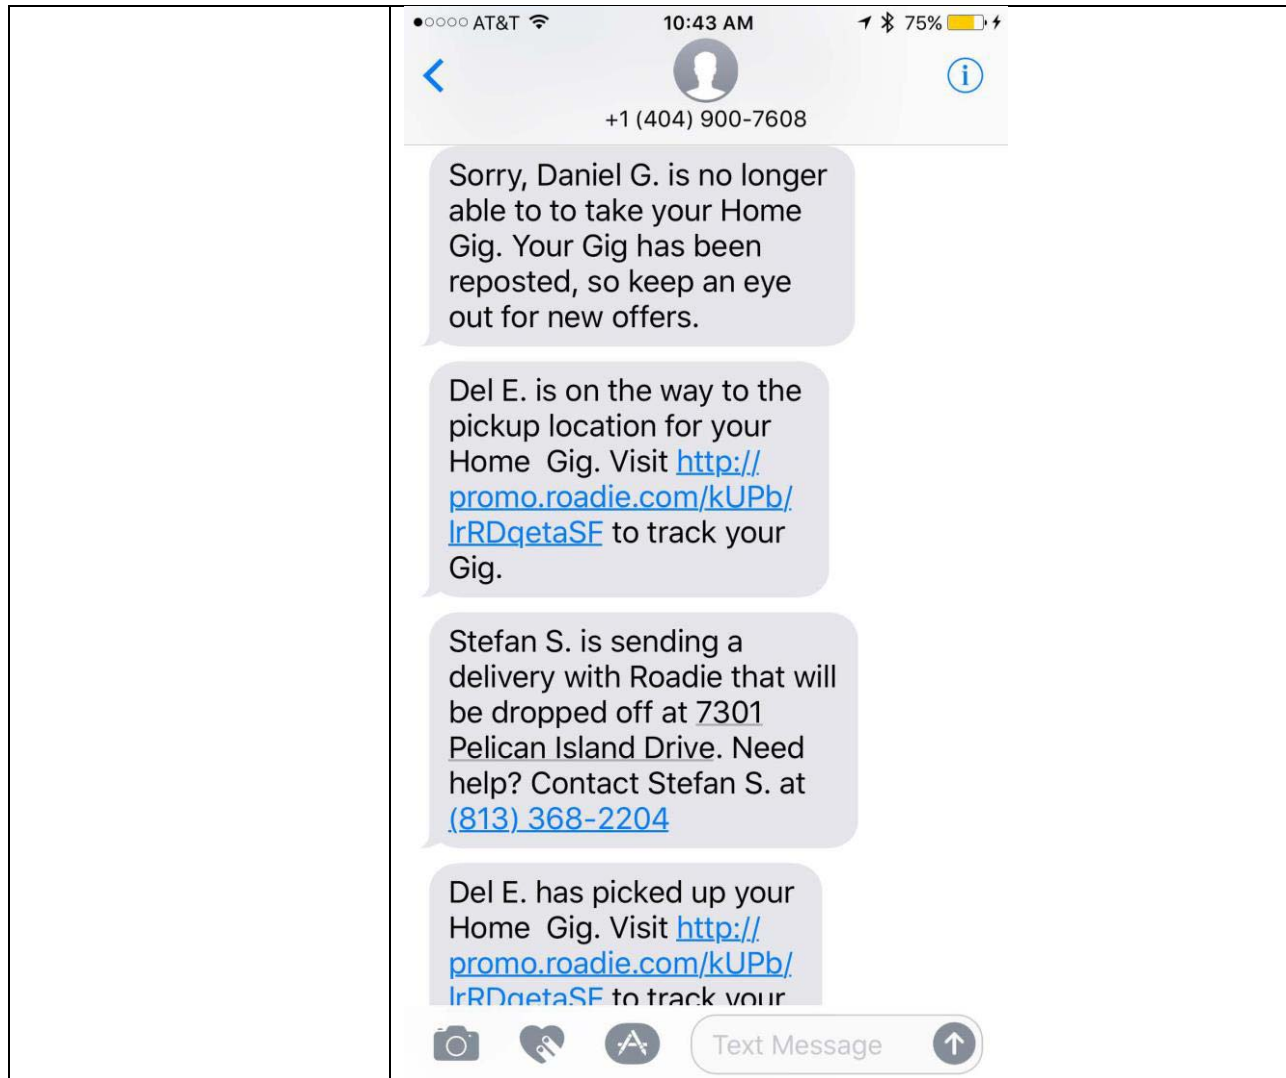 AT&T 10:43 AM 75%
+1 (404) 900-7608
Sorry, Daniel G. is no longer
able to to take your Home
Gig. Your Gig has been
reposted, so keep an eye
out for new offers.
Del E. is on the way to the
pickup location for your
Home  Gig. Visit http://
promo.roadie.com/kUPb/
lrRDqetaSF to track your
Gig.
Stefan S. is sending a
delivery with Roadie that will
be dropped off at 7301
Pelican Island Drive. Need
help? Contact Stefan S. at
(813) 368-2204
Del E. has picked up your
Home  Gig. Visit http://
promo.roadie.com/kUPb/
lrRDqetaSF to track your
Text Message